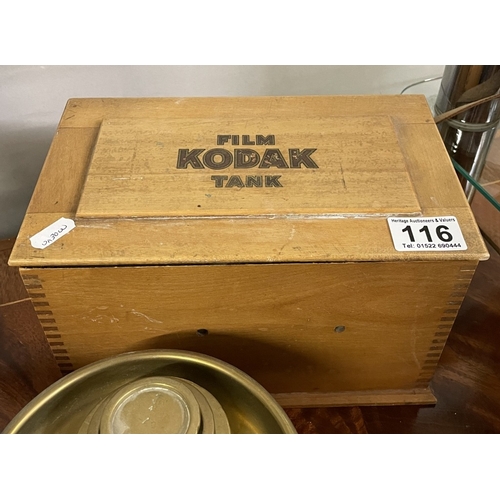 FILM
KODAK
TANK
Heritage Auctioneers & Valuers
116
Tel: 01522 690444